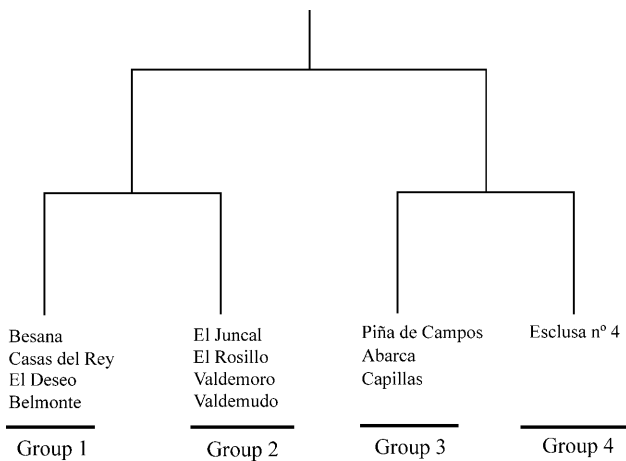 Besana
Casas del Rey
El Deseo
Belmonte
Group 1
El Juncal
El Rosillo
Valdemoro
Valdemudo
Group 2
Piña de Campos
Abarca
Capillas
Group 3
Esclusa nº 4
Group 4